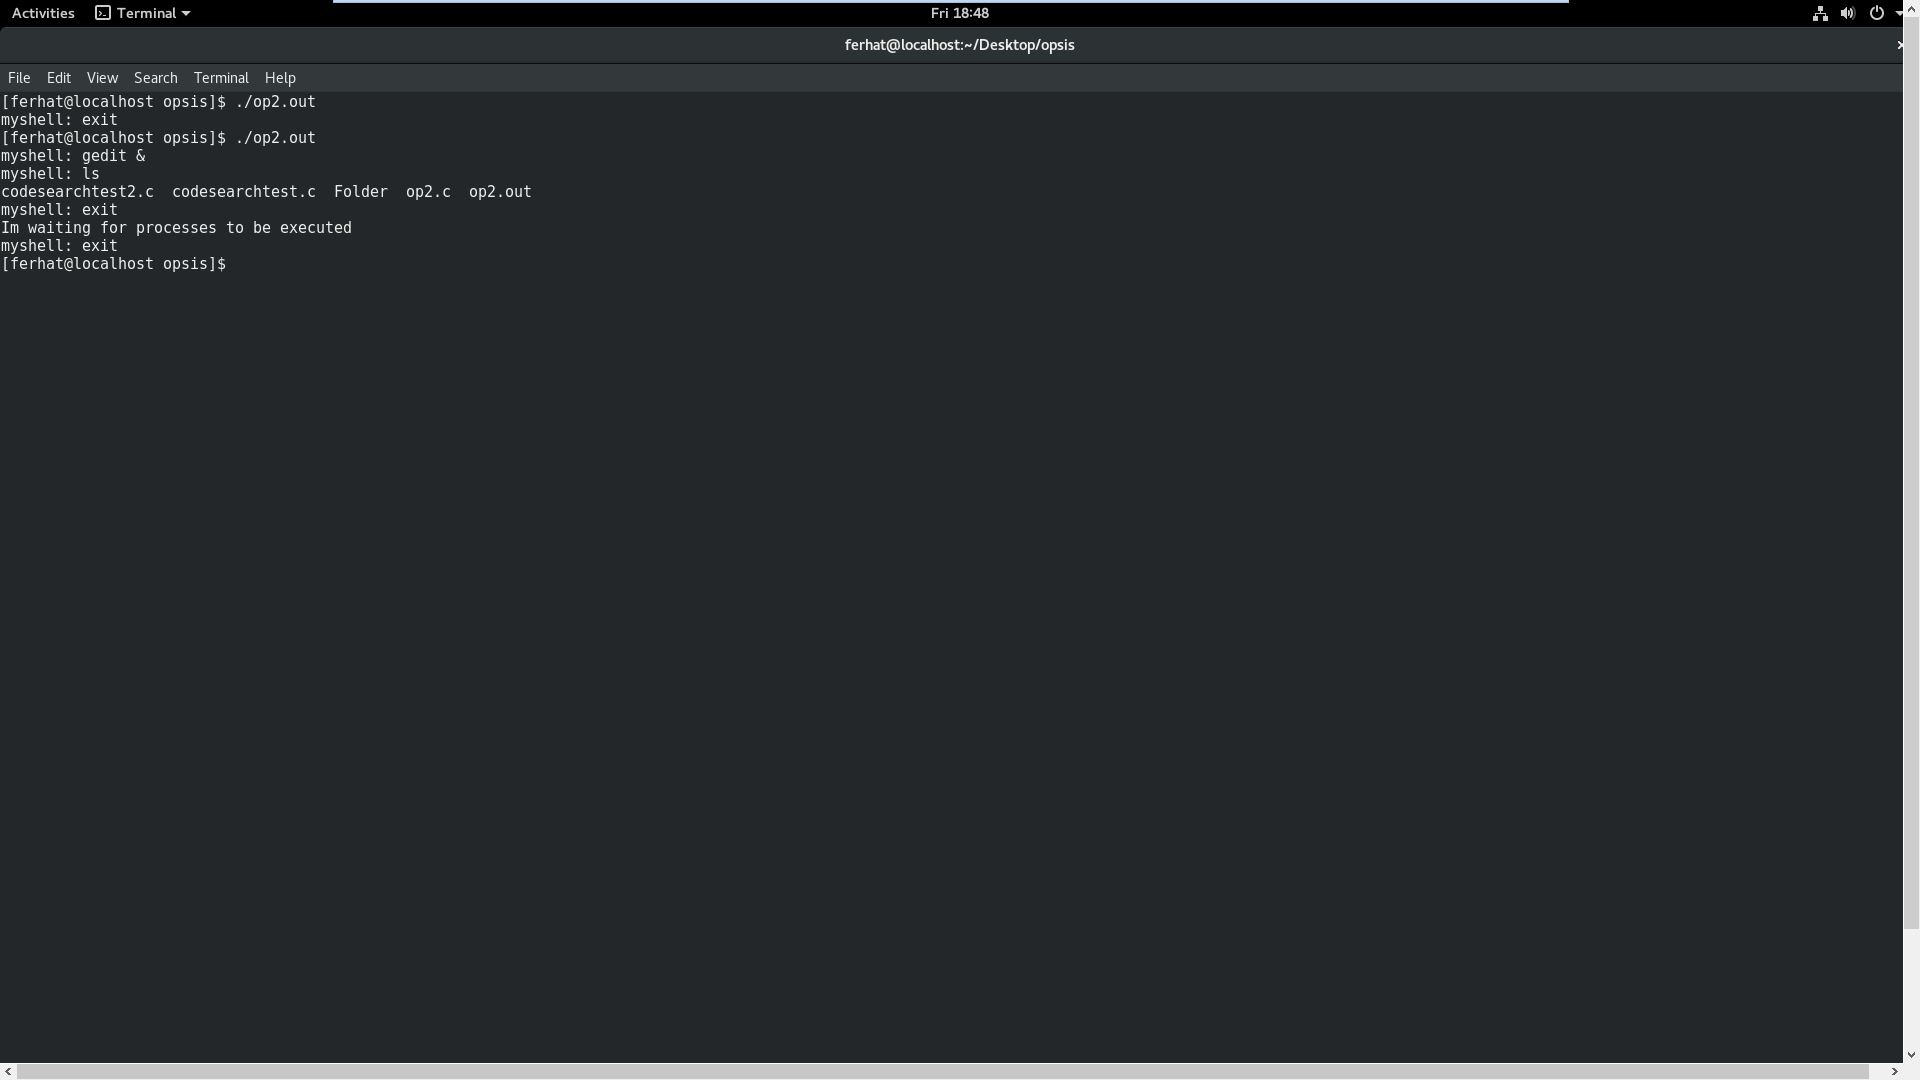 Activities Terminal Fri 18:48
ferhat@localhost:~/Desktop/opsis
File Edit View Search Terminal Help
[ferhat@localhost opsis]$ ./op2.out
myshell: exit
[ferhat@localhost opsis]$ ./op2.out
myshell: gedit &
myshell: ls
codesearchtest2.c  codesearchtest.c  Folder  op2.c  op2.out
myshell: exit
Im waiting for processes to be executed
myshell: exit
[ferhat@localhost opsis]$